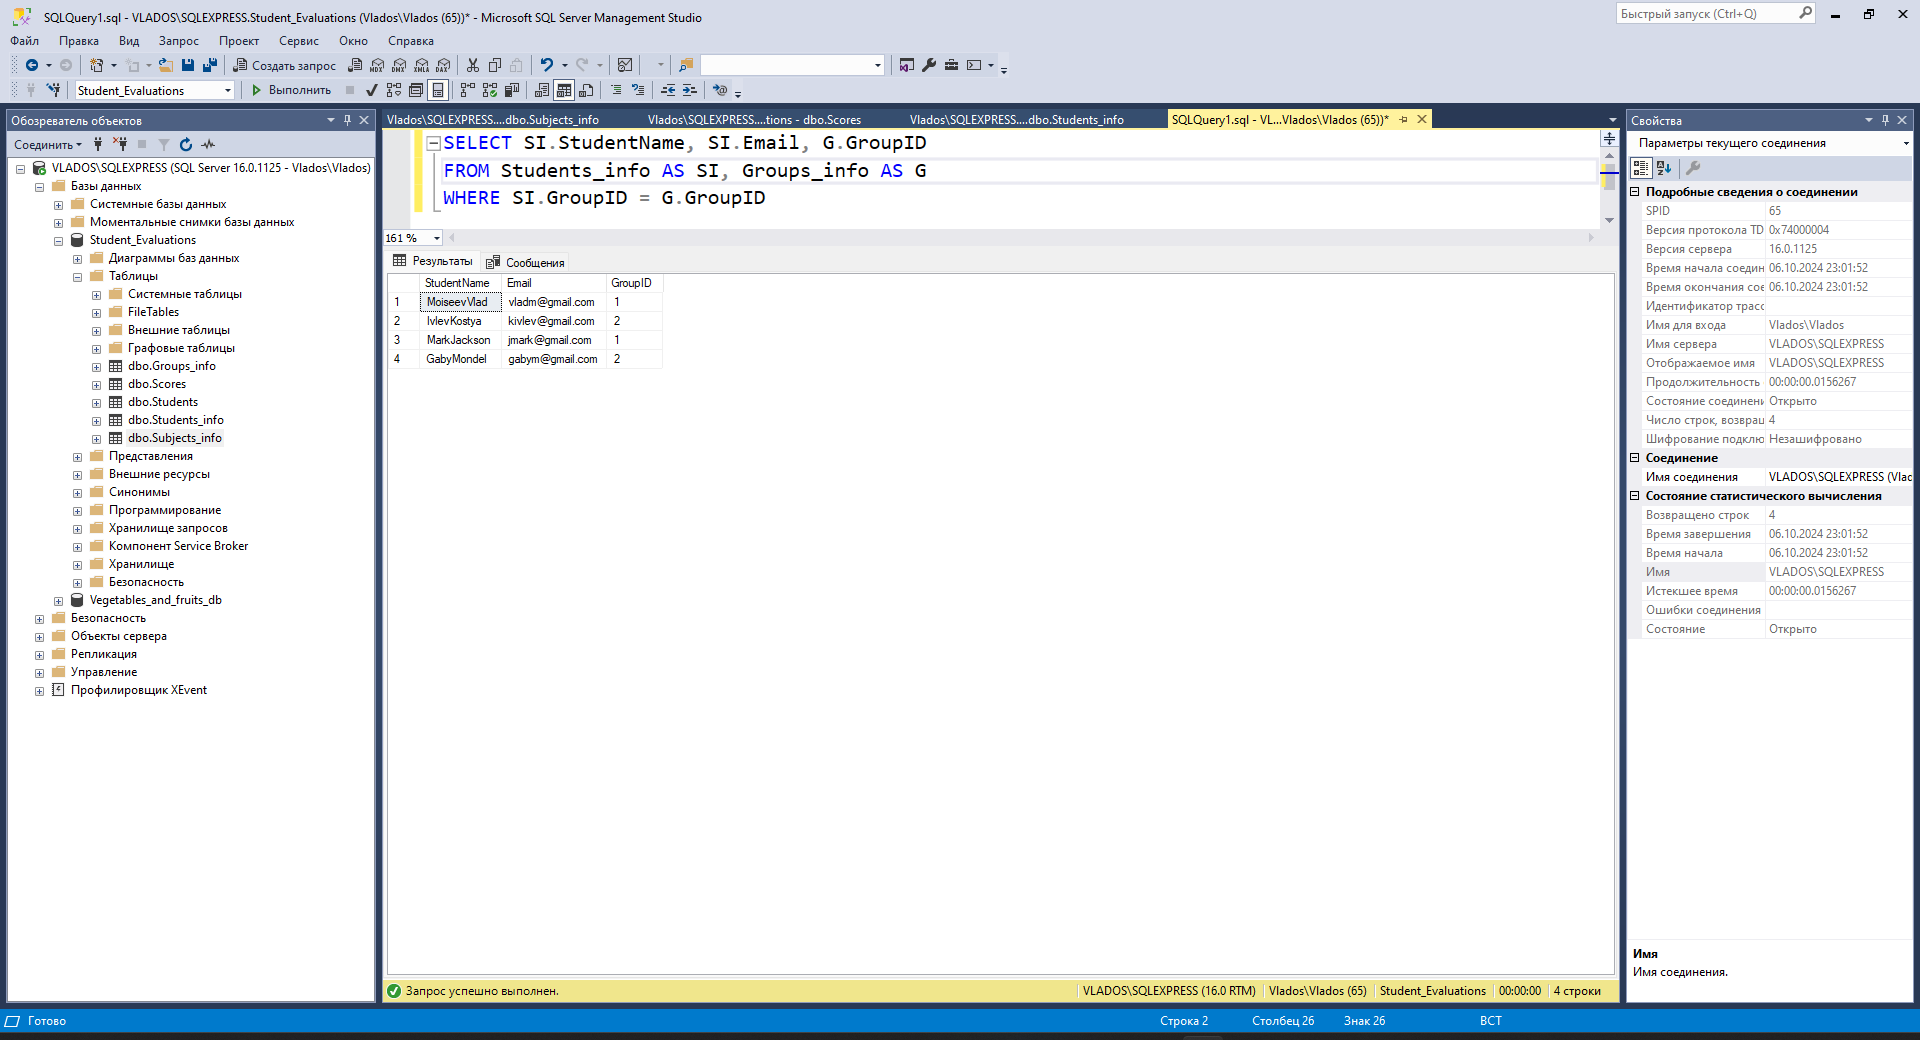 SQLQuery1.sql - VLADOS\SQLEXPRESS.Student_Evaluations (Vlados\Vlados (65))* - Microsoft SQL Server Management Studio
Быстрый запуск (Ctrl+Q)
Файл Правка Вид Запрос Проект Сервис Окно Справка
Создать запрос MDX DMX XMLA DAX
Student_Evaluations Выполнить
Обозреватель объектов
Соединить
VLADOS\SQLEXPRESS (SQL Server 16.0.1125 - Vlados\Vlados)
Базы данных
Системные базы данных
Моментальные снимки базы данных
Student_Evaluations
Диаграммы баз данных
Таблицы
Системные таблицы
FileTables
Внешние таблицы
Графовые таблицы
dbo.Groups_info
dbo.Scores
dbo.Students
dbo.Students_info
dbo.Subjects_info
Представления
Внешние ресурсы
Синонимы
Программирование
Хранилище запросов
Компонент Service Broker
Хранилище
Безопасность
Vegetables_and_fruits_db
Безопасность
Объекты сервера
Репликация
Управление
Профилировщик XEvent
Vlados\SQLEXPRESS....dbo.Subjects_info Vlados\SQLEXPRESS....tions - dbo.Scores Vlados\SQLEXPRESS....dbo.Students_info SQLQuery1.sql - VL...Vlados\Vlados (65))*
SELECT SI.StudentName, SI.Email, G.GroupID
FROM Students_info AS SI, Groups_info AS G
WHERE SI.GroupID = G.GroupID
161 %
Результаты Сообщения
StudentName Email GroupID
1 MoiseevVlad vladm@gmail.com 1
2 IvlevKostya kivlev@gmail.com 2
3 MarkJackson jmark@gmail.com 1
4 GabyMondel gabym@gmail.com 2
Запрос успешно выполнен. VLADOS\SQLEXPRESS (16.0 RTM) Vlados\Vlados (65) Student_Evaluations 00:00:00 4 строки
Свойства
Параметры текущего соединения
Подробные сведения о соединении
SPID 65
Версия протокола TD 0x74000004
Версия сервера 16.0.1125
Время начала соедин 06.10.2024 23:01:52
Время окончания сое 06.10.2024 23:01:52
Идентификатор трасс
Имя для входа Vlados\Vlados
Имя сервера VLADOS\SQLEXPRESS
Отображаемое имя VLADOS\SQLEXPRESS
Продолжительность 00:00:00.0156267
Состояние соединени Открыто
Число строк, возвращ 4
Шифрование подклю Незашифровано
Соединение
Имя соединения VLADOS\SQLEXPRESS (Vlac
Состояние статистического вычисления
Возвращено строк 4
Время завершения 06.10.2024 23:01:52
Время начала 06.10.2024 23:01:52
Имя VLADOS\SQLEXPRESS
Истекшее время 00:00:00.0156267
Ошибки соединения
Состояние Открыто
Имя
Имя соединения.
Готово Строка 2 Столбец 26 Знак 26 ВСТ